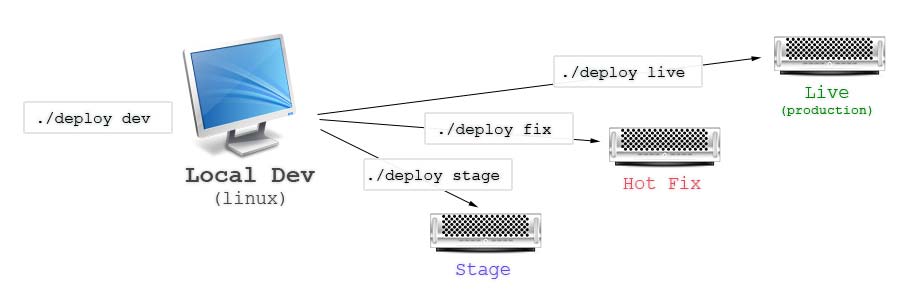 ./deploy dev
Local Dev
(linux)
./deploy live
Live
(production)
./deploy fix
Hot Fix
./deploy stage
Stage